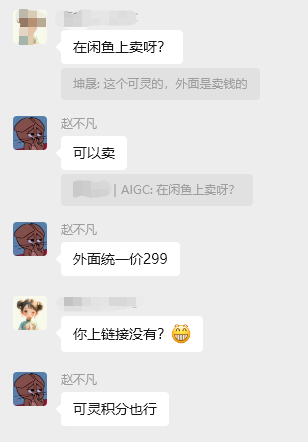 在闲鱼上卖呀？
坤晟: 这个可灵的，外面是卖钱的
赵不凡
可以卖
| AIGC: 在闲鱼上卖呀？
赵不凡
外面统一价299
你上链接没有？
赵不凡
可灵积分也行